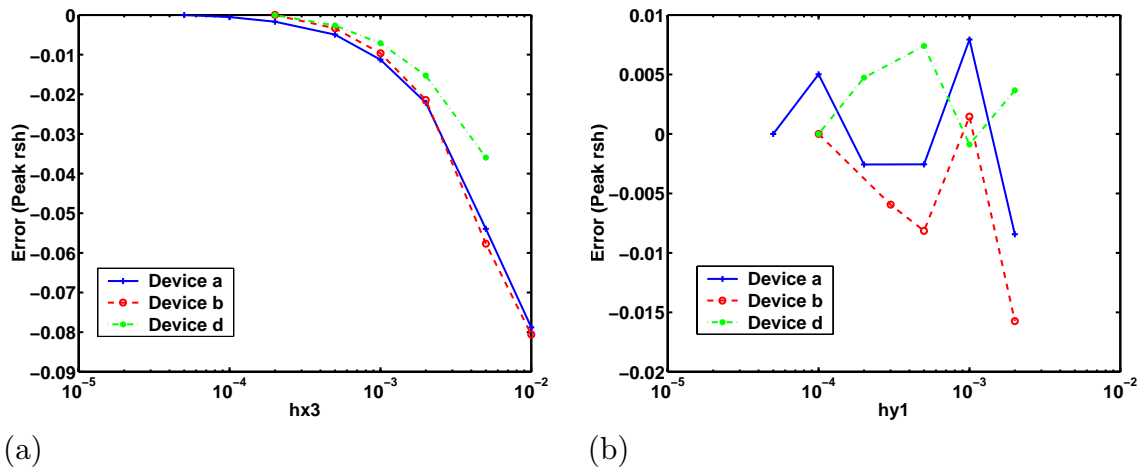 0
−0.01
−0.02
−0.03
−0.04
−0.05
−0.06
−0.07
−0.08
−0.09
Error (Peak rsh)
Device a
Device b
Device d
10−5
10−4
10−3
10−2
hx3
(a)
0.01
0.005
0
−0.005
−0.01
−0.015
−0.02
Error (Peak rsh)
Device a
Device b
Device d
10−5
10−4
10−3
10−2
hy1
(b)